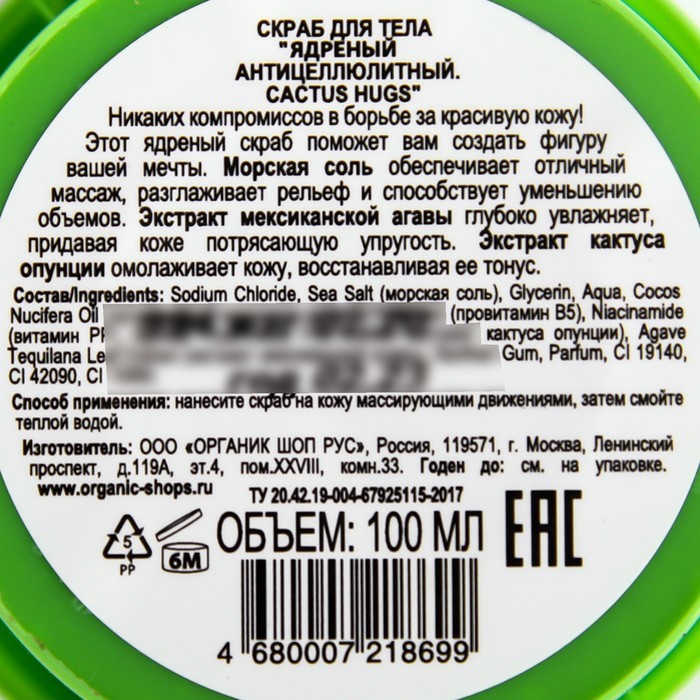 СКРАБ ДЛЯ ТЕЛА
"ЯДРЕНЫЙ
АНТИЦЕЛЛЮЛИТНЫЙ.
CACTUS HUGS"
Никаких компромиссов в борьбе за красивую кожу!
Этот ядреный скраб поможет вам создать фигуру
вашей мечты. Морская соль обеспечивает отличный
массаж, разглаживает рельеф и способствует уменьшению
объемов. Экстракт мексиканской агавы глубоко увлажняет,
придавая коже потрясающую упругость. Экстракт кактуса
опунции омолаживает кожу, восстанавливая ее тонус.
Состав/Ingredients: Sodium Chloride, Sea Salt (морская соль), Glycerin, Aqua, Cocos
Nucifera Oil (провитамин B5), Niacinamide
(витамин кактуса опунции), Agave
Tequilana Gum, Parfum, CI 19140,
CI 42090, CI
Способ применения: нанесите скраб на кожу массирующими движениями, затем смойте
теплой водой.
Изготовитель: ООО «ОРГАНИК ШОП РУС», Россия, 119571, г. Москва, Ленинский
проспект, д.119А, эт.4, пом.XXVIII, комн.33. Годен до: см. на упаковке.
www.organic-shops.ru ТУ 20.42.19-004-67925115-2017
5 PP 6M ОБЪЕМ: 100 МЛ EAC
4 680007 218699